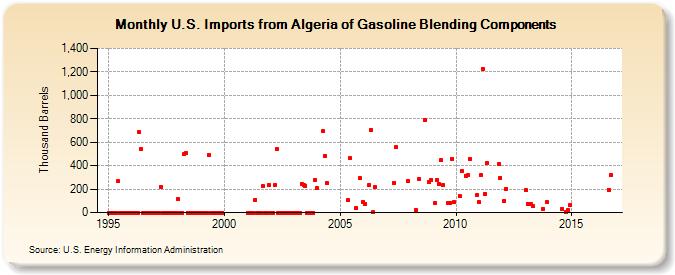 Monthly U.S. Imports from Algeria of Gasoline Blending Components
Thousand Barrels
1,400
1,200
1,000
800
600
400
200
0
1995 2000 2005 2010 2015
Source: U.S. Energy Information Administration